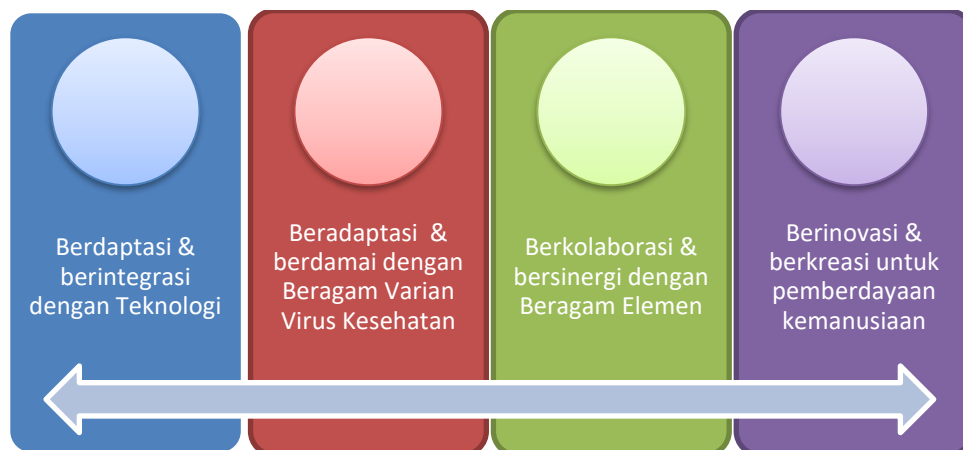 Berdaptasi &
berintegrasi
dengan Teknologi
Beradaptasi &
berdamai dengan
Beragam Varian
Virus Kesehatan
Berkolaborasi &
bersinergi dengan
Beragam Elemen
Berinovasi &
berkreasi untuk
pemberdayaan
kemanusiaan